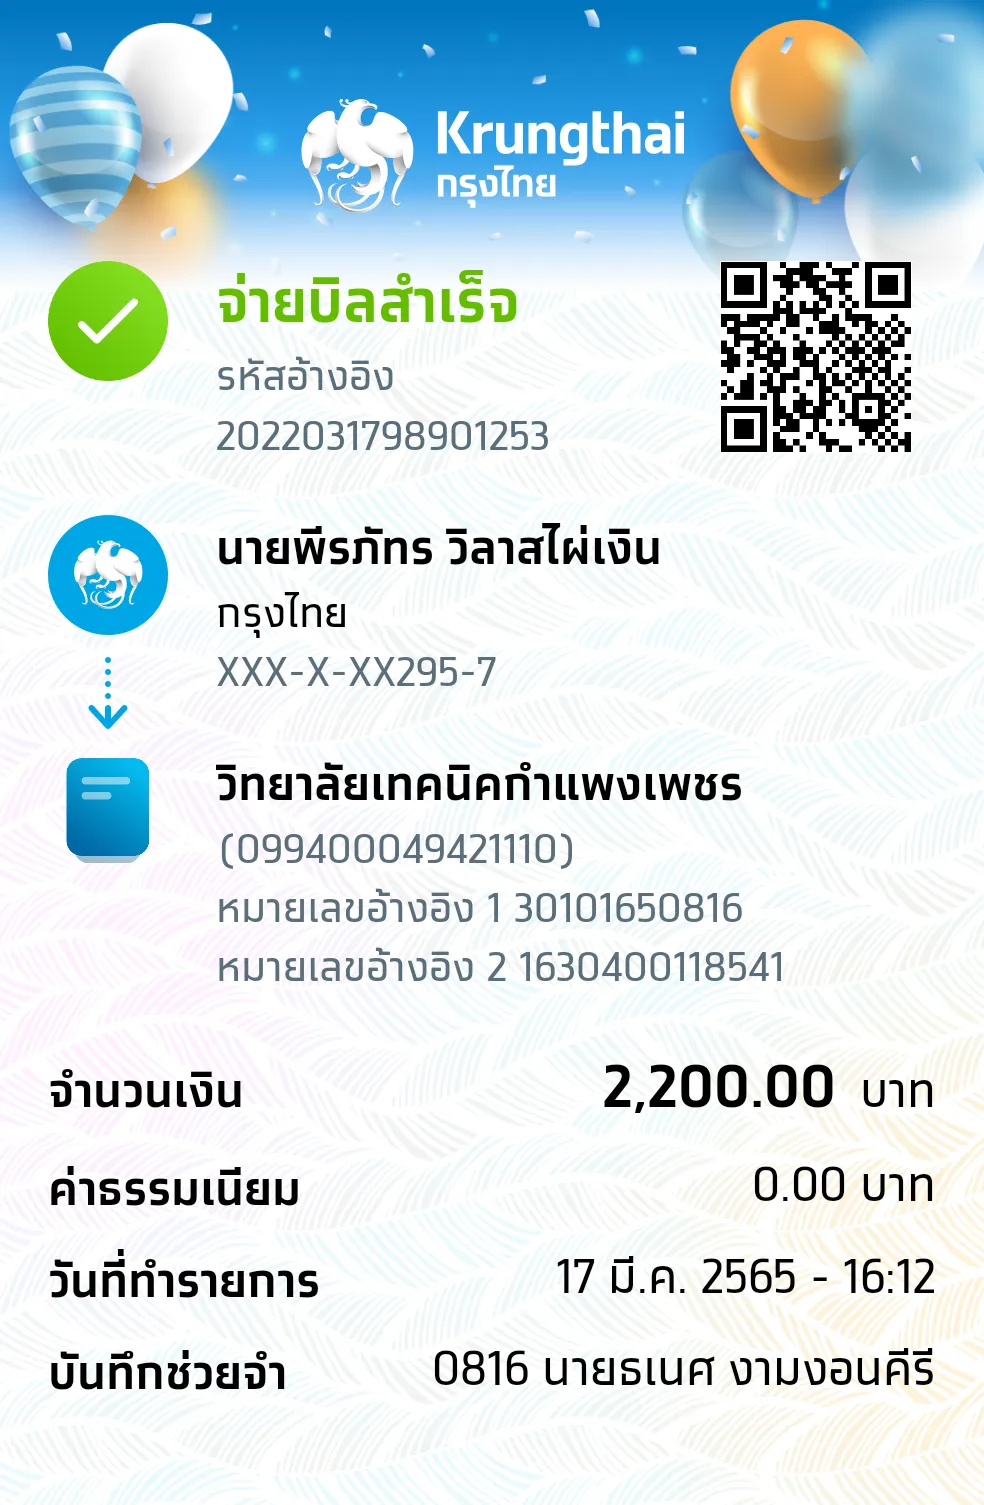 Krungthai
กรุงไทย
จ่ายบิลสำเร็จ
รหัสอ้างอิง
2022031798901253
นายพีรภัทร วิลาสไผ่เงิน
กรุงไทย
XXX-X-XX295-7
วิทยาลัยเทคนิคกำแพงเพชร
(099400049421110)
หมายเลขอ้างอิง 1 30101650816
หมายเลขอ้างอิง 2 1630400118541
จำนวนเงิน 2,200.00 บาท
ค่าธรรมเนียม 0.00 บาท
วันที่ทำรายการ 17 มี.ค. 2565 - 16:12
บันทึกช่วยจำ 0816 นายธเนศ งามงอนคีรี